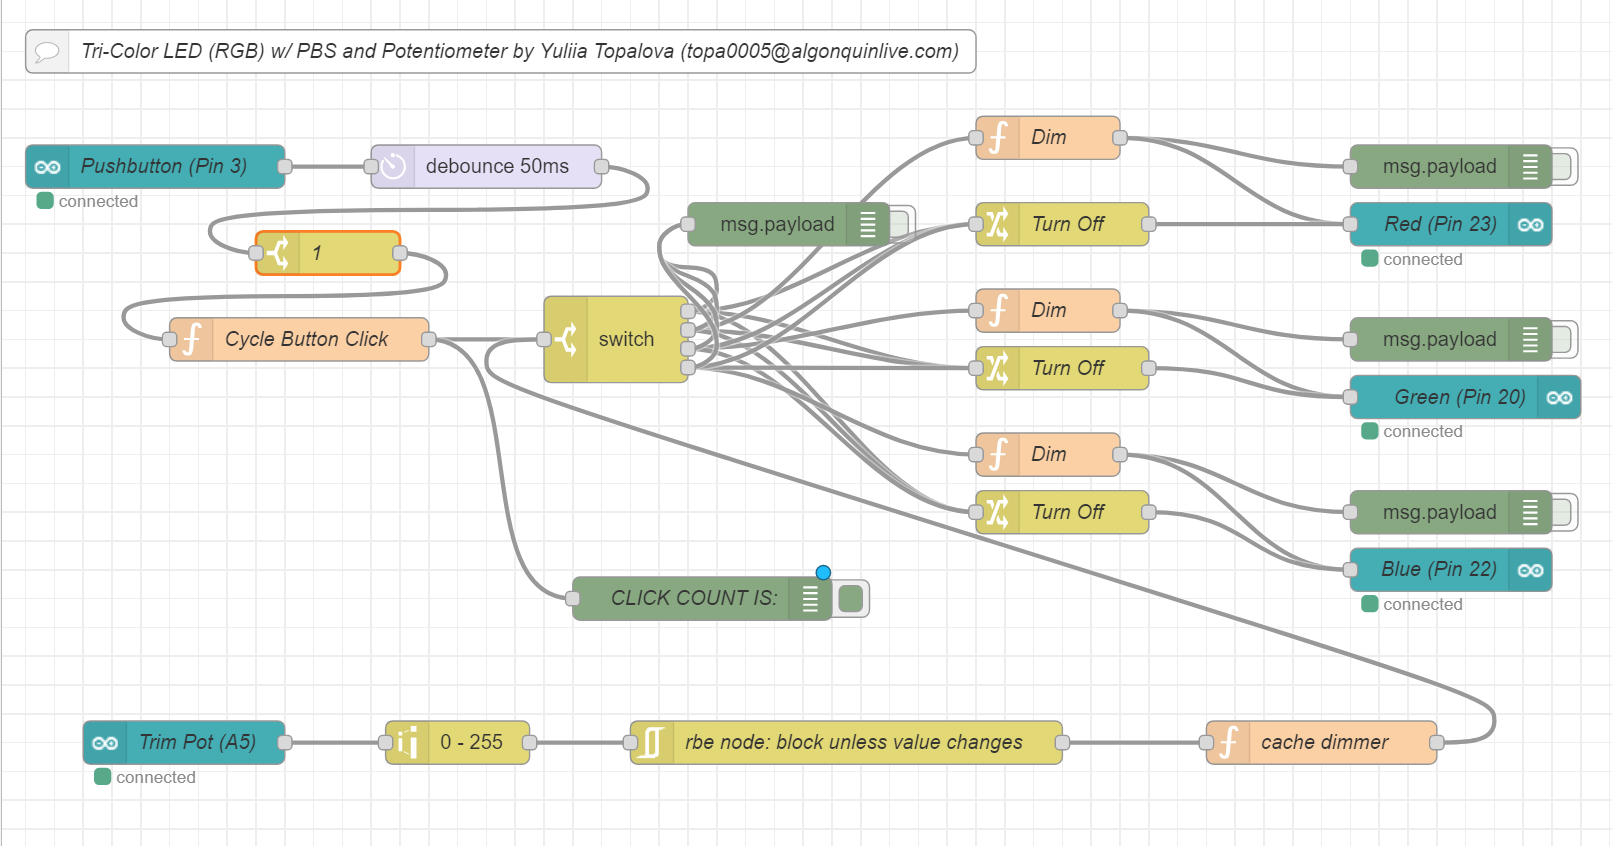 Tri-Color LED (RGB) w/ PBS and Potentiometer by Yuliia Topalova (topa0005@algonquinlive.com)
Pushbutton (Pin 3)
connected
debounce 50ms
1
Cycle Button Click
msg.payload
switch
CLICK COUNT IS:
Dim
Turn Off
msg.payload
Red (Pin 23)
connected
Dim
Turn Off
msg.payload
Green (Pin 20)
connected
Dim
Turn Off
msg.payload
Blue (Pin 22)
connected
Trim Pot (A5)
connected
0 - 255
rbe node: block unless value changes
cache dimmer